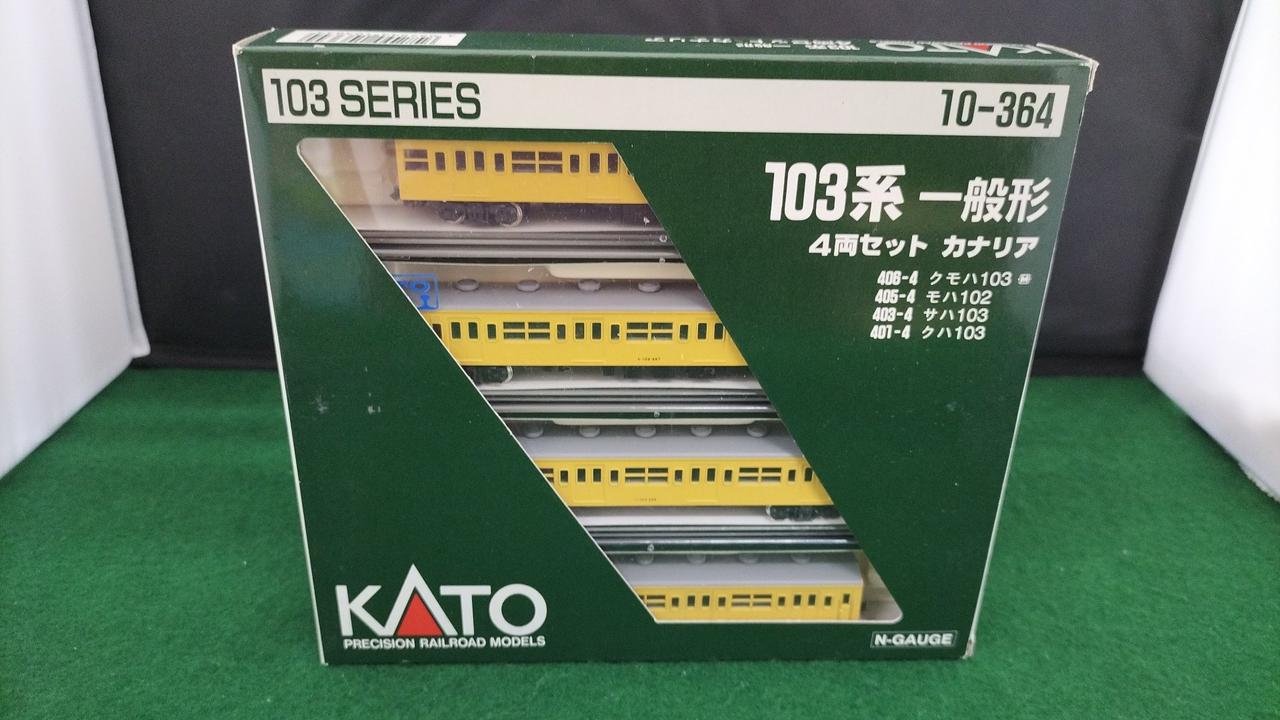 KATO
103 SERIES
10-364
103系 一般形
4両セット カナリア
406-4 クモハ103 M
405-4 モハ102
403-4 サハ103
401-4 クハ103
KATO
PRECISION RAILROAD MODELS
N-GAUGE